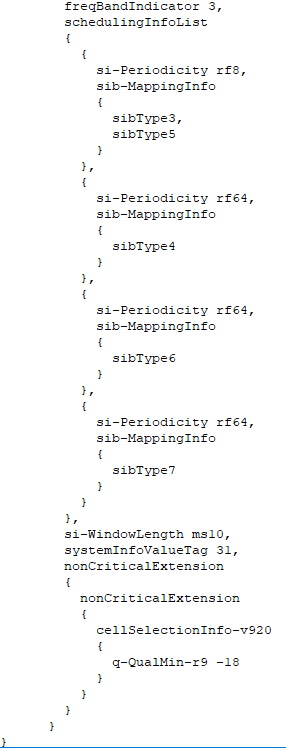 freqBandIndicator 3,
schedulingInfoList
{
{
si-Periodicity rf8,
sib-MappingInfo
{
sibType3,
sibType5
}
},
{
si-Periodicity rf64,
sib-MappingInfo
{
sibType4
}
},
{
si-Periodicity rf64,
sib-MappingInfo
{
sibType6
}
},
{
si-Periodicity rf64,
sib-MappingInfo
{
sibType7
}
}
},
si-WindowLength ms10,
systemInfoValueTag 31,
nonCriticalExtension
{
nonCriticalExtension
{
cellSelectionInfo-v920
{
q-QualMin-r9 -18
}
}
}
}
}